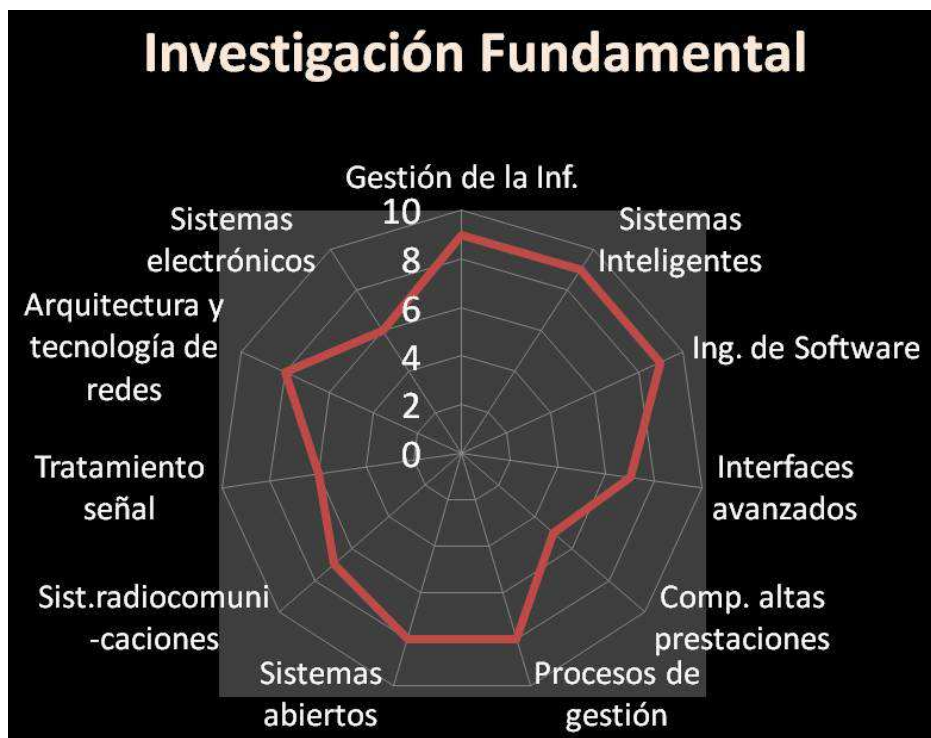 Investigación Fundamental
Gestión de la Inf.
10
8
6
4
2
0
Sistemas
Inteligentes
Ing. de Software
Interfaces
avanzados
Comp. altas
prestaciones
Procesos de
gestión
Sistemas
abiertos
Sist.radiocomuni
-caciones
Tratamiento
señal
Arquitectura y
tecnología de
redes
Sistemas
electrónicos